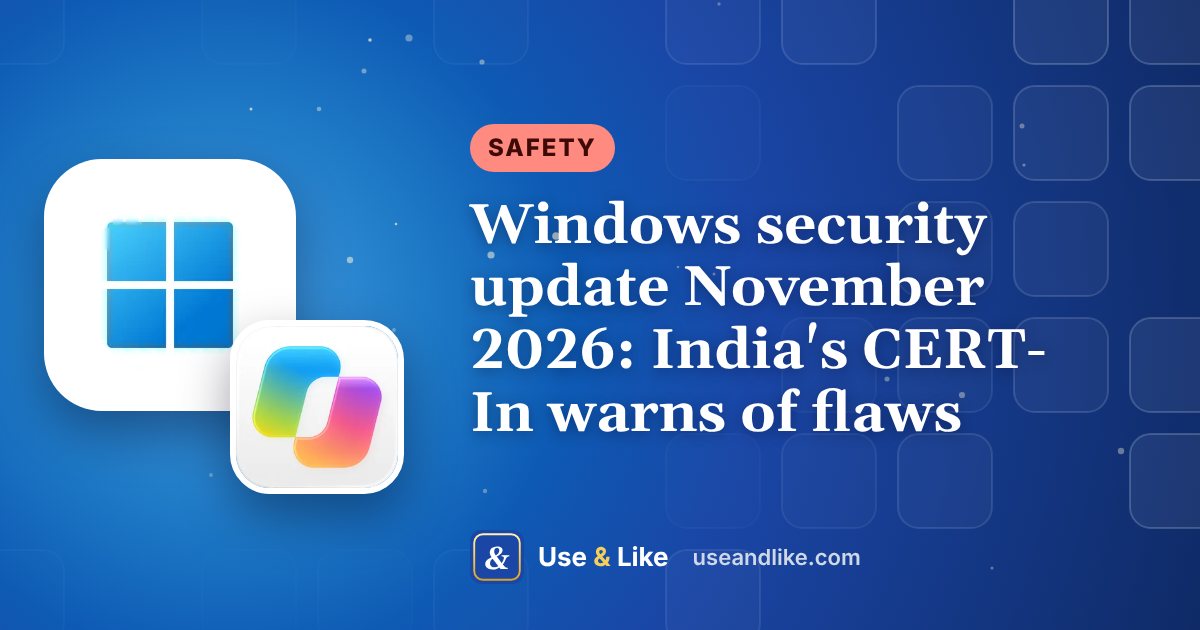 SAFETY
Windows security
update November
2026: India's CERT-
In warns of flaws
& Use & Like useandlike.com